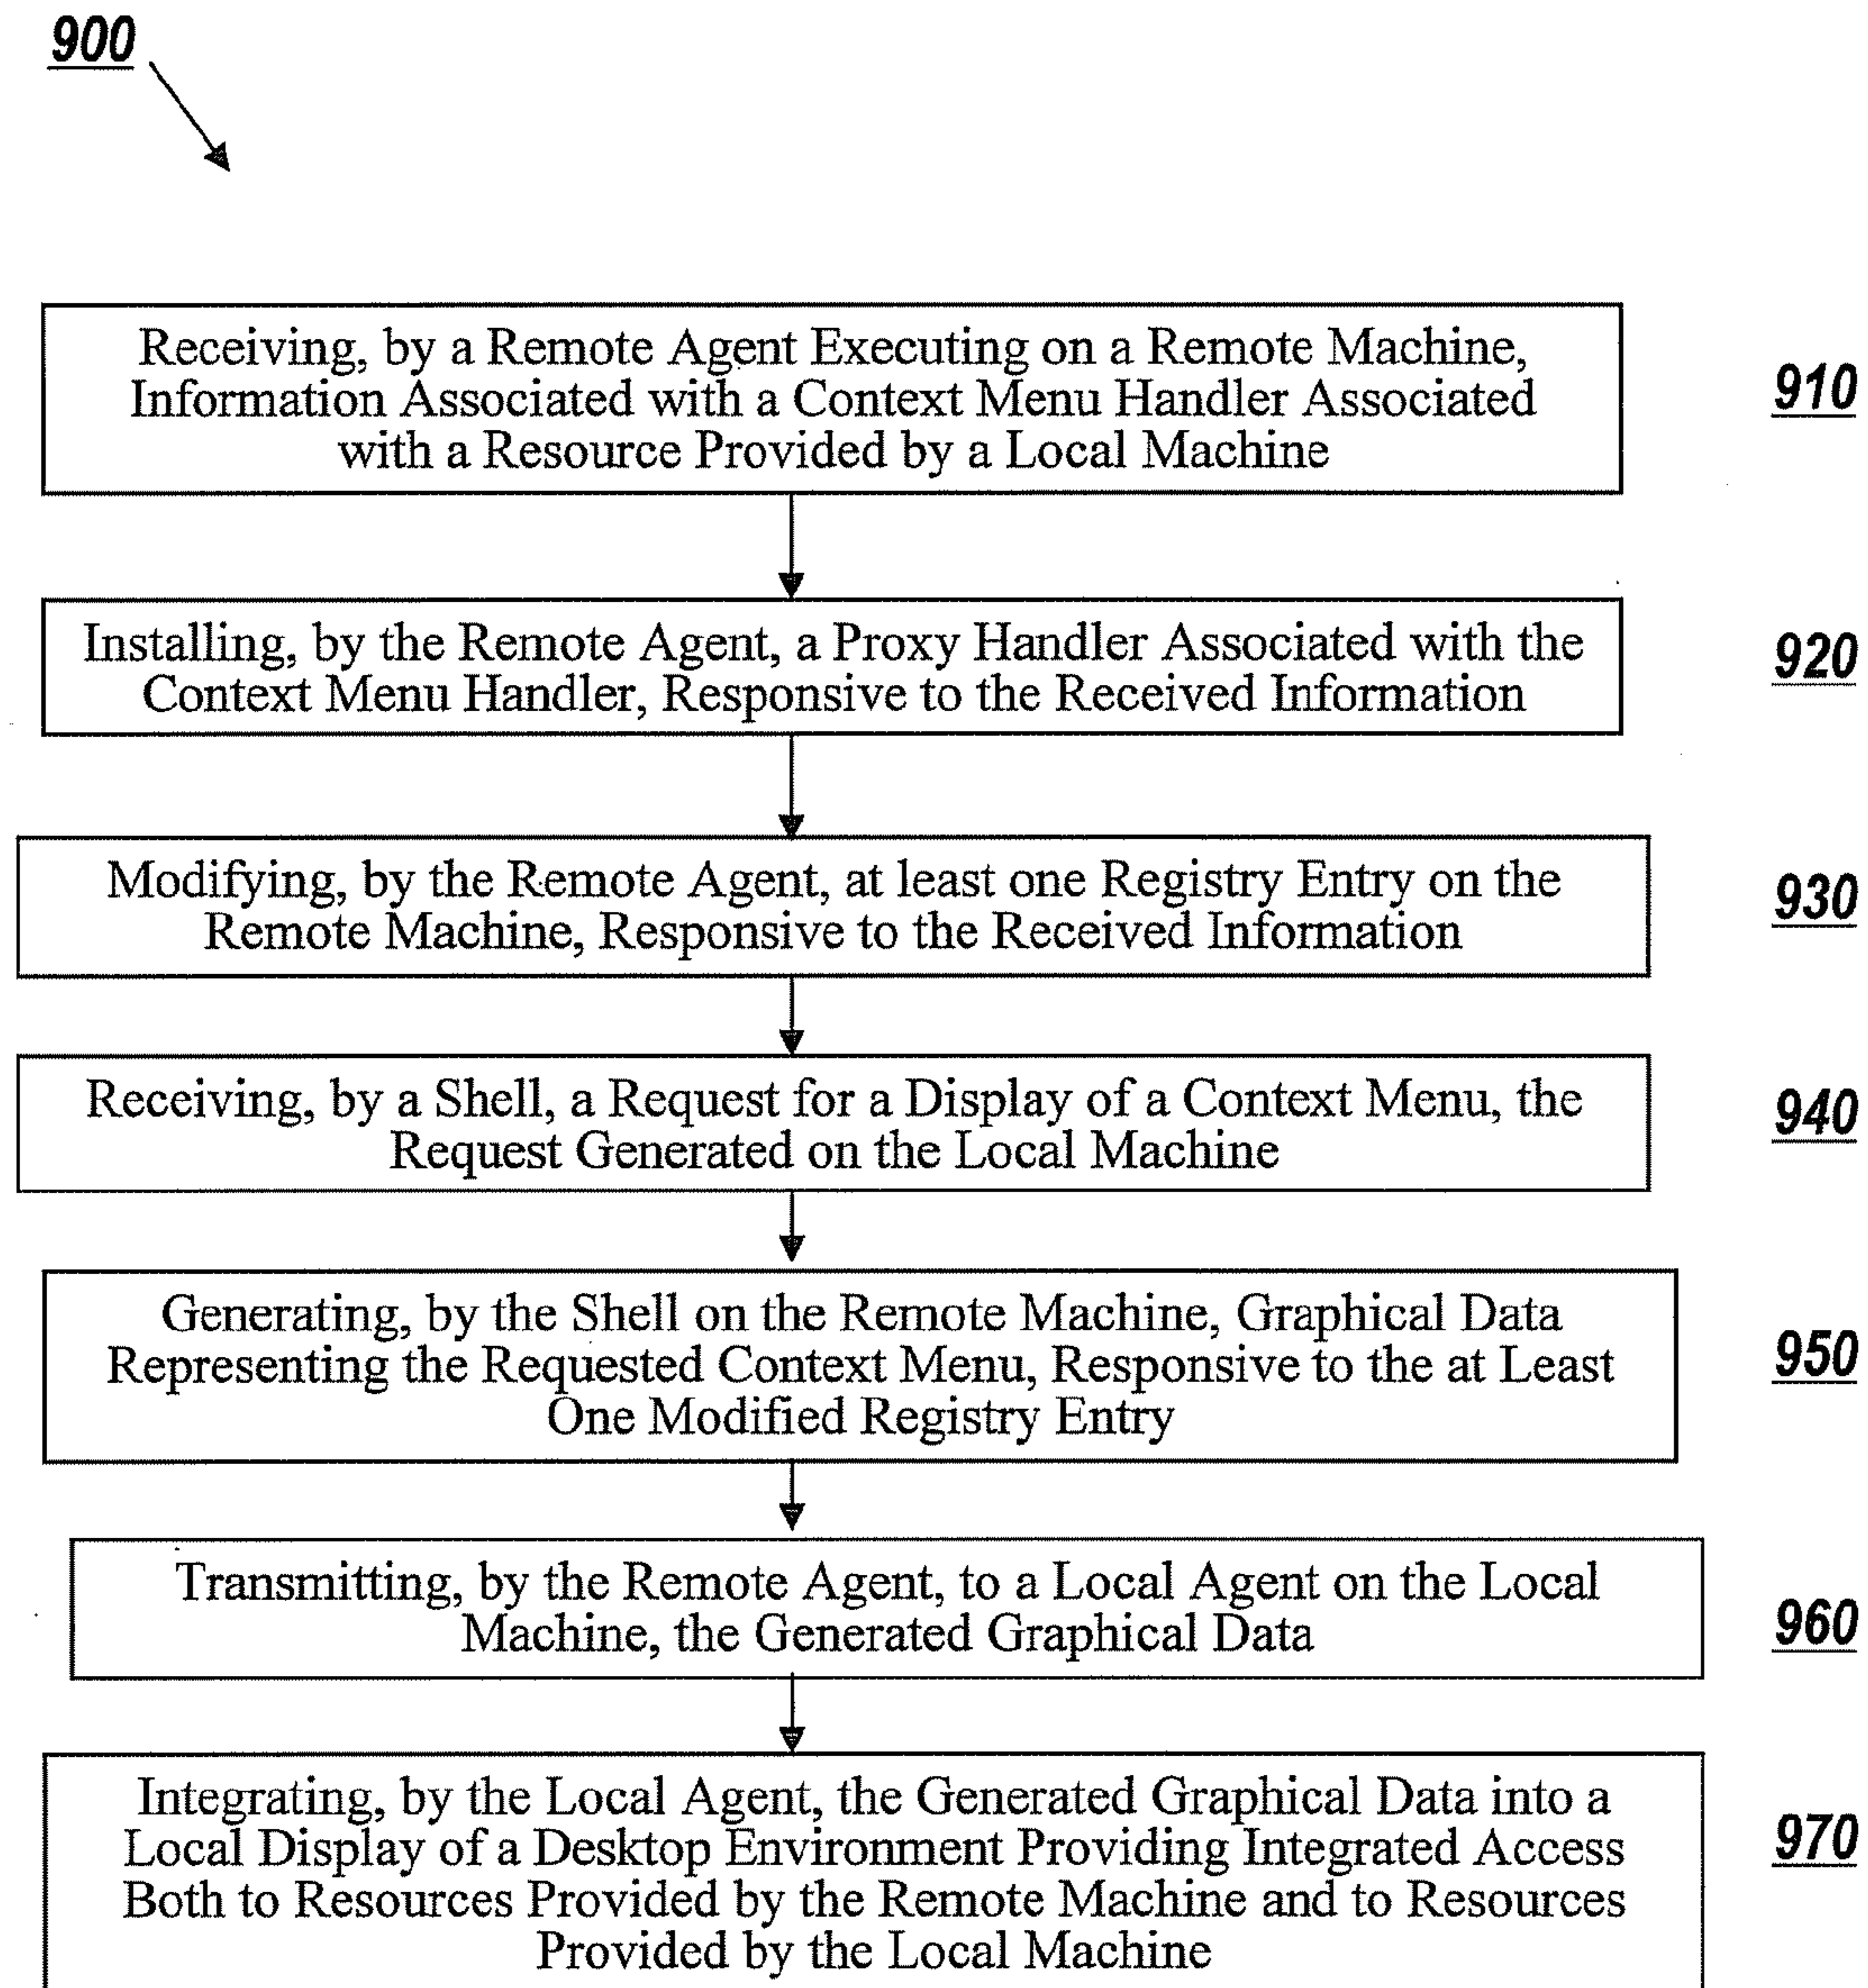 900
Receiving, by a Remote Agent Executing on a Remote Machine,
Information Associated with a Context Menu Handler Associated
with a Resource Provided by a Local Machine
910
Installing, by the Remote Agent, a Proxy Handler Associated with the
Context Menu Handler, Responsive to the Received Information
920
Modifying, by the Remote Agent, at least one Registry Entry on the
Remote Machine, Responsive to the Received Information
930
Receiving, by a Shell, a Request for a Display of a Context Menu, the
Request Generated on the Local Machine
940
Generating, by the Shell on the Remote Machine, Graphical Data
Representing the Requested Context Menu, Responsive to the at Least
One Modified Registry Entry
950
Transmitting, by the Remote Agent, to a Local Agent on the Local
Machine, the Generated Graphical Data
960
Integrating, by the Local Agent, the Generated Graphical Data into a
Local Display of a Desktop Environment Providing Integrated Access
Both to Resources Provided by the Remote Machine and to Resources
Provided by the Local Machine
970